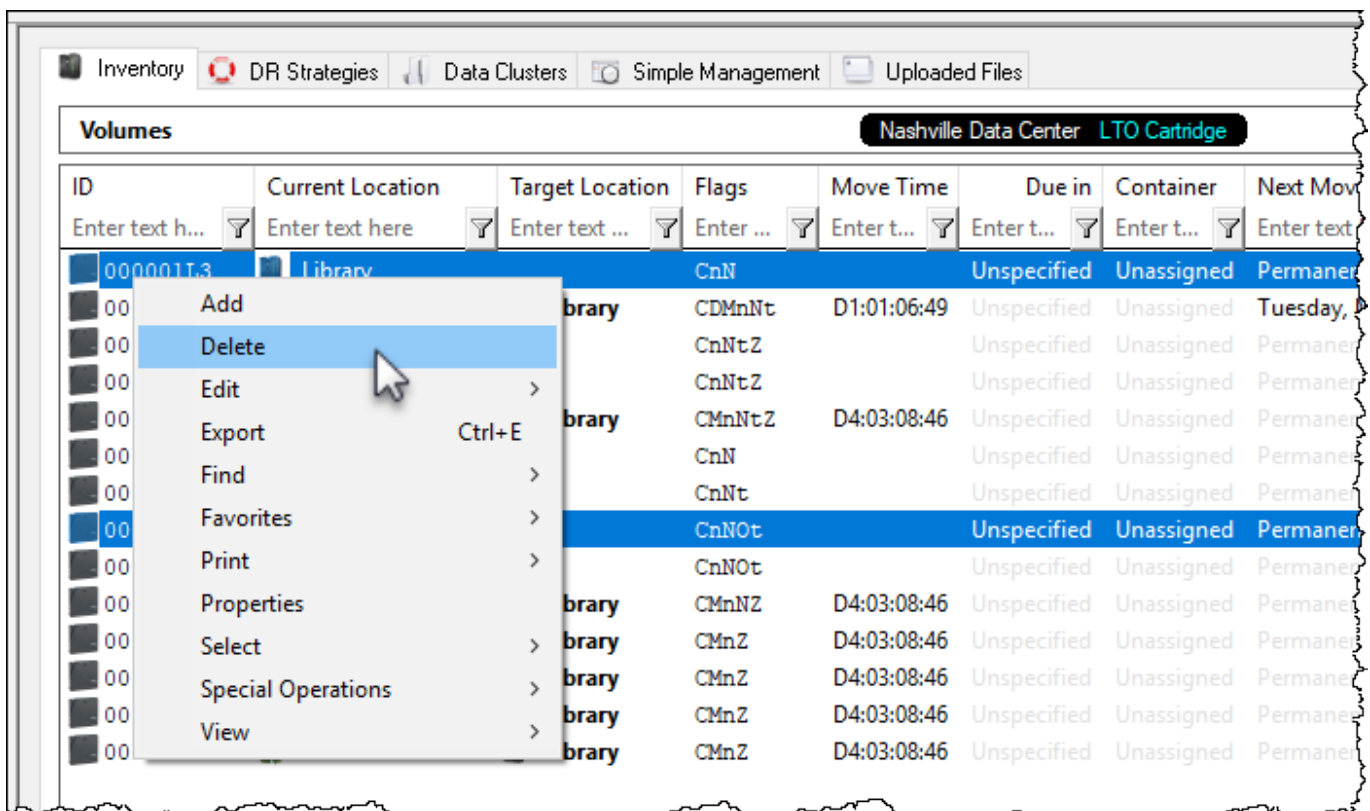 Inventory DR Strategies Data Clusters Simple Management Uploaded Files
Volumes Nashville Data Center LTO Cartridge
ID Current Location Target Location Flags Move Time Due in Container Next Mov
Enter text h... Enter text here Enter text ... Enter ... Enter t... Enter t... Enter t... Enter text
000001L3 Library CnN Unspecified Unassigned Permanen
00 brary CDMnNt D1:01:06:49 Unspecified Unassigned Tuesday,
00 CnNtZ Unspecified Unassigned Permanen
00 CnNtZ Unspecified Unassigned Permanen
00 brary CMnNtZ D4:03:08:46 Unspecified Unassigned Permanen
00 CnN Unspecified Unassigned Permanen
00 CnNt Unspecified Unassigned Permanen
00 CnNOt Unspecified Unassigned Permanen
00 CnNOt Unspecified Unassigned Permanen
00 brary CMnNZ D4:03:08:46 Unspecified Unassigned Permanen
00 brary CMnZ D4:03:08:46 Unspecified Unassigned Permanen
00 brary CMnZ D4:03:08:46 Unspecified Unassigned Permanen
00 brary CMnZ D4:03:08:46 Unspecified Unassigned Permanen
00 brary CMnZ D4:03:08:46 Unspecified Unassigned Permanen
Add
Delete
Edit
Export Ctrl+E
Find
Favorites
Print
Properties
Select
Special Operations
View